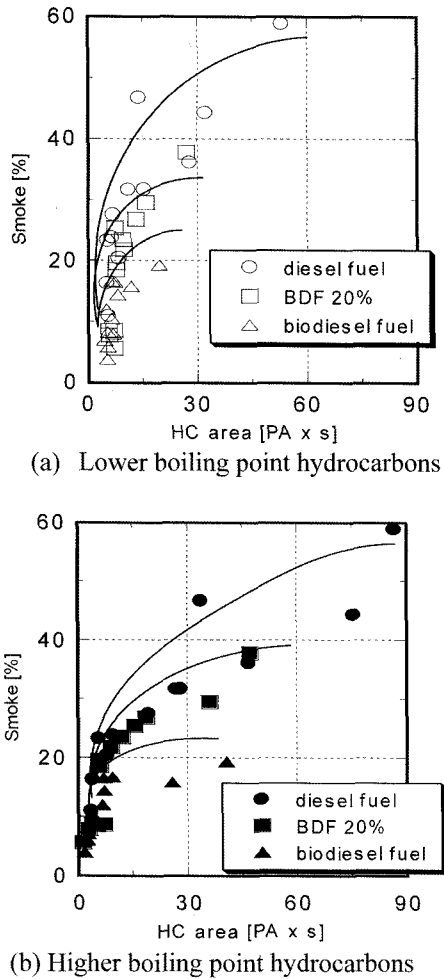 60
40
20
0
Smoke [%]
diesel fuel
BDF 20%
biodiesel fuel
0 30 60 90
HC area [PA x s]
(a) Lower boiling point hydrocarbons
60
40
20
0
Smoke [%]
diesel fuel
BDF 20%
biodiesel fuel
0 30 60 90
HC area [PA x s]
(b) Higher boiling point hydrocarbons